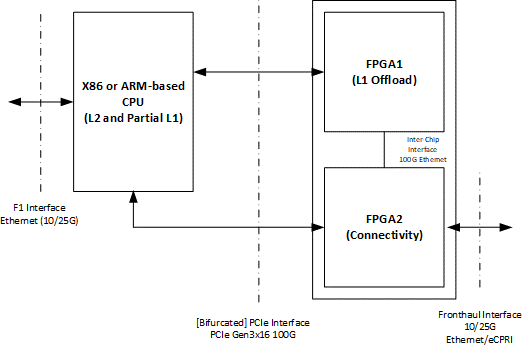 X86 or ARM-based
CPU
(L2 and Partial L1)
FPGA1
(L1 Offload)
Inter Chip
Interface
100G Ethernet
FPGA2
(Connectivity)
F1 Interface
Ethernet (10/25G)
[Bifurcated] PCIe Interface
PCIe Gen3x16 100G
Fronthaul Interface
10/25G
Ethernet/eCPRI